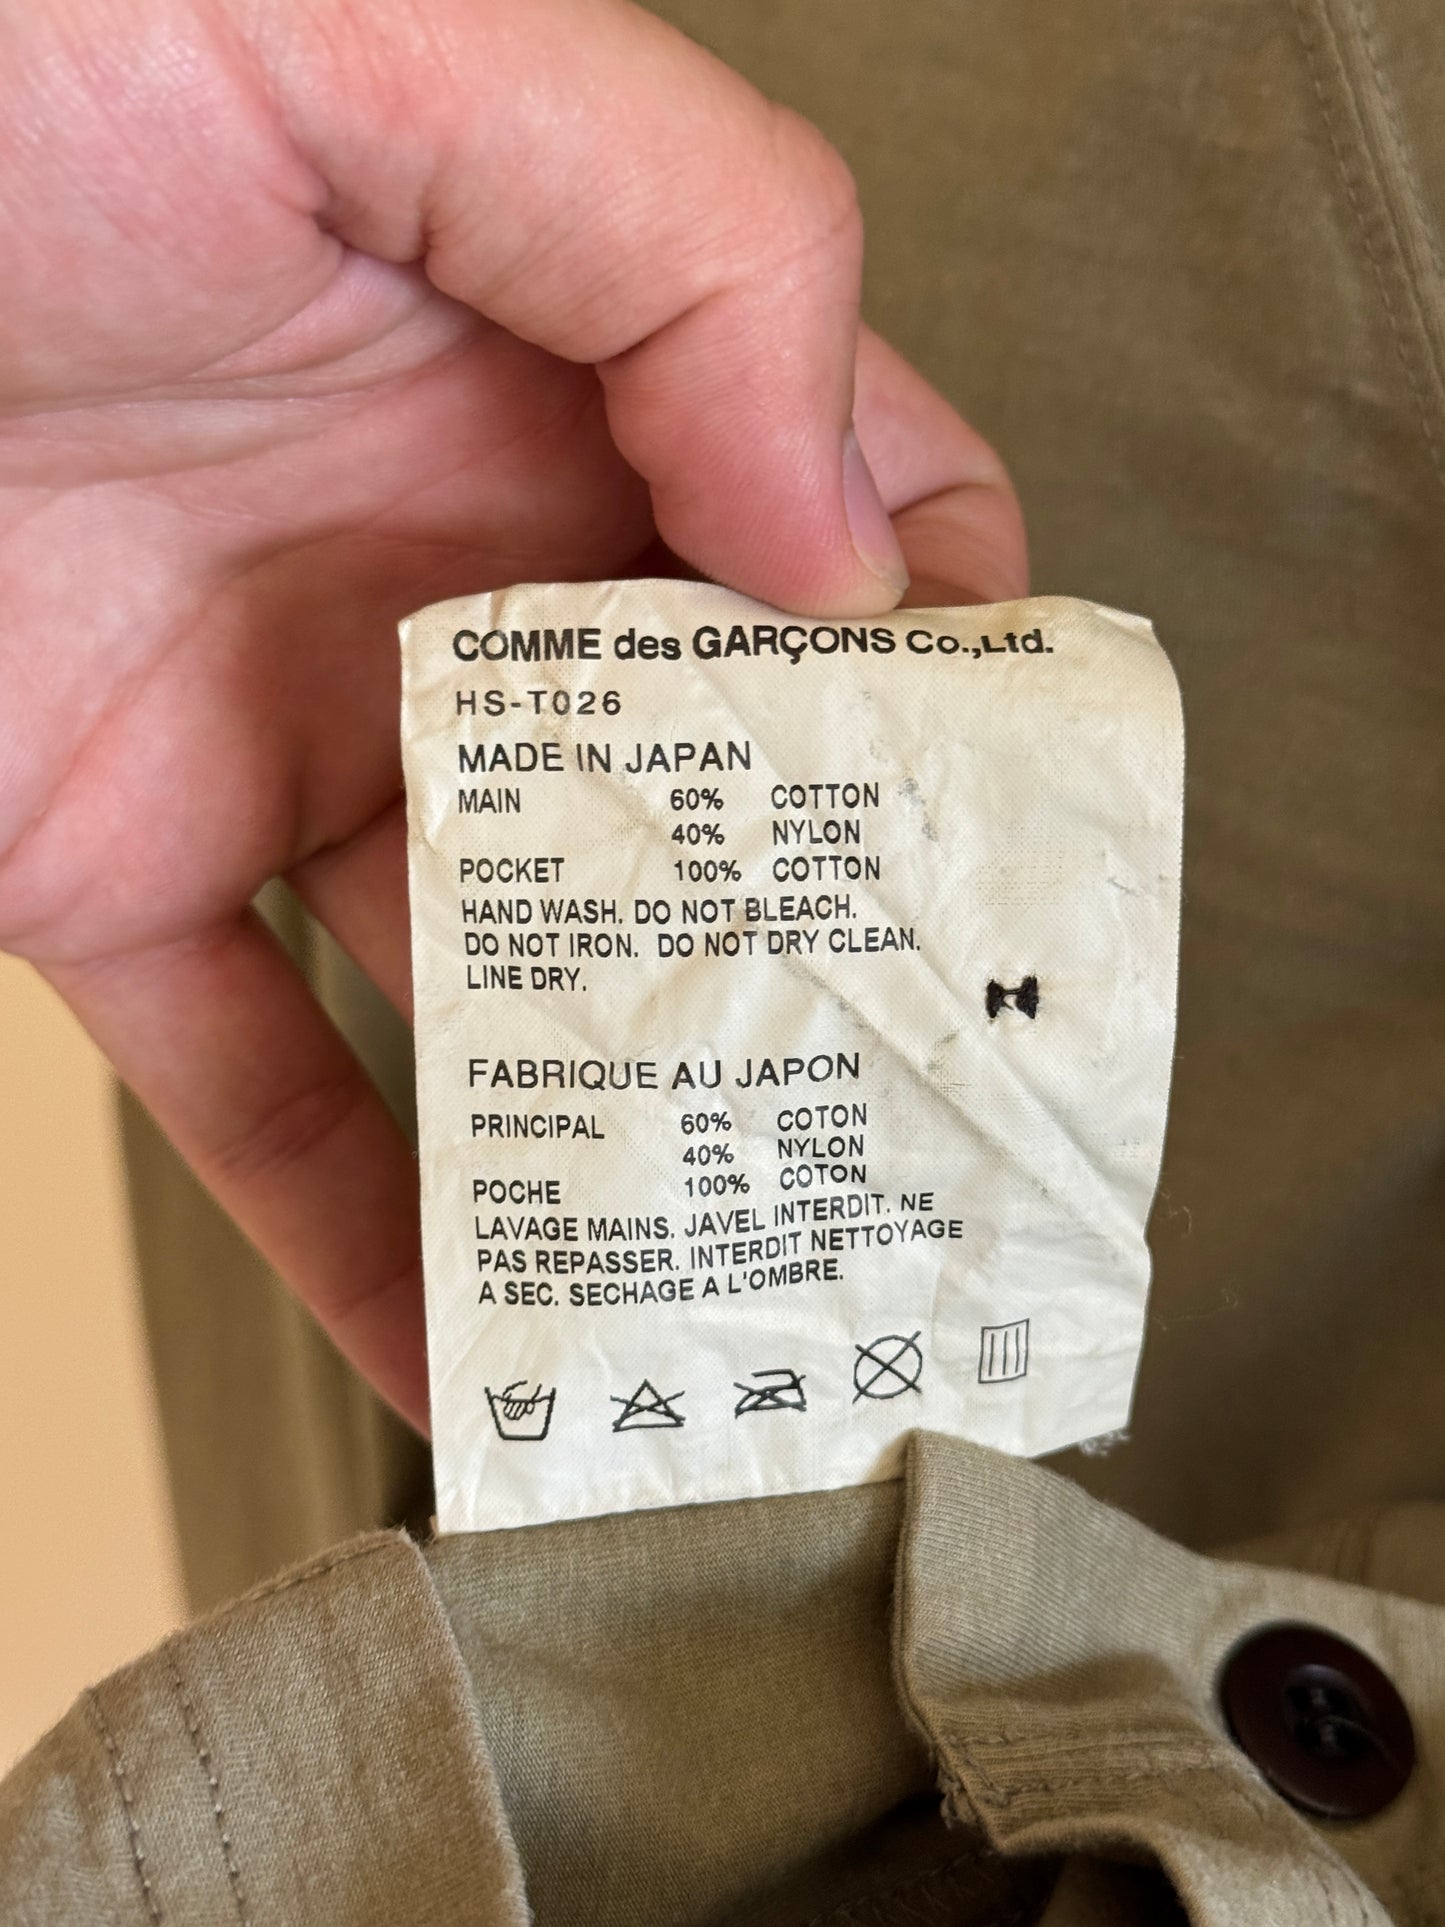 COMME des GARÇONS Co.,Ltd.
HS-T026
MADE IN JAPAN
MAIN 60% COTTON
40% NYLON
POCKET 100% COTTON
HAND WASH. DO NOT BLEACH.
DO NOT IRON. DO NOT DRY CLEAN.
LINE DRY.
FABRIQUE AU JAPON
PRINCIPAL 60% COTON
40% NYLON
POCHE 100% COTON
LAVAGE MAINS. JAVEL INTERDIT. NE
PAS REPASSER. INTERDIT NETTOYAGE
A SEC. SECHAGE A L'OMBRE.